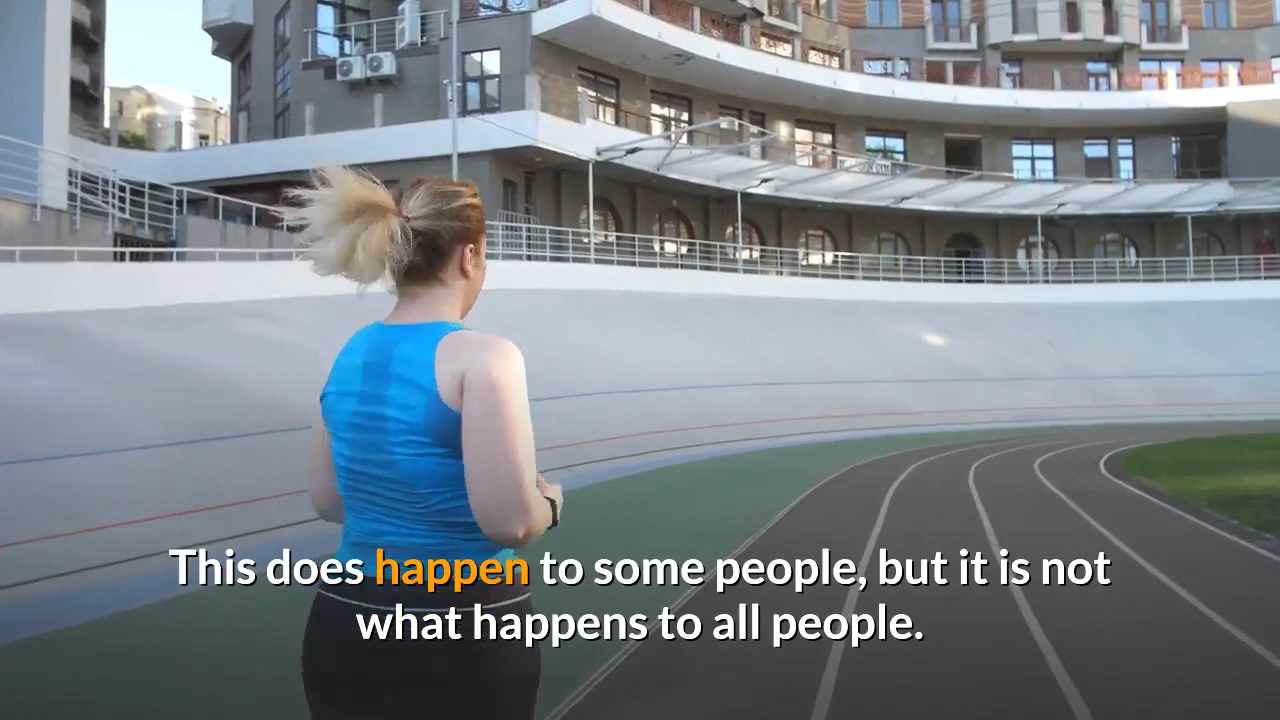 This does happen to some people, but it is not
what happens to all people.